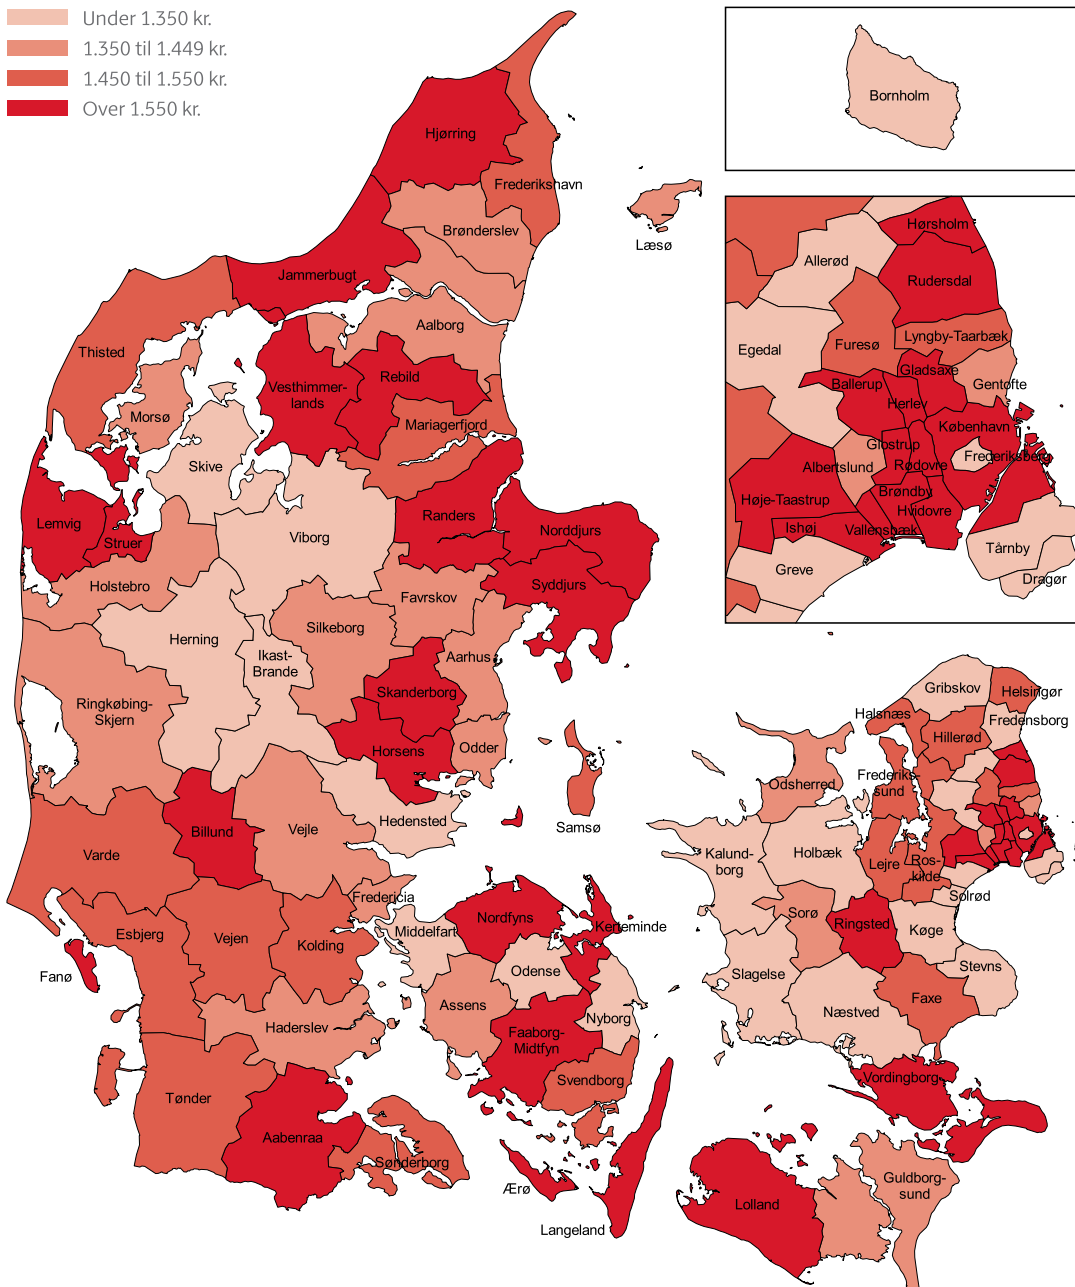 Under 1.350 kr.
1.350 til 1.449 kr.
1.450 til 1.550 kr.
Over 1.550 kr.
Bornholm
Hjørring
Frederikshavn
Læsø
Brønderslev
Jammerbugt
Aalborg
Thisted
Rebild
Vesthimmer-
lands
Morsø
Mariagerfjord
Skive
Lemvig
Struer
Viborg
Randers
Norddjurs
Syddjurs
Holstebro
Favrskov
Silkeborg
Herning
Ikast-
Brande
Aarhus
Skanderborg
Ringkøbing-
Skjern
Horsens
Odder
Hedensted
Samsø
Billund
Vejle
Varde
Fredericia
Esbjerg
Vejen
Kolding
Fanø
Haderslev
Tønder
Aabenraa
Sønderborg
Middelfart
Nordfyns
Kerteminde
Odense
Assens
Nyborg
Faaborg-
Midtfyn
Svendborg
Ærø
Langeland
Hørsholm
Allerød
Rudersdal
Egedal
Furesø
Lyngby-Taarbæk
Gladsaxe
Gentofte
Ballerup
Herlev
København
Glostrup
Frederiksberg
Albertslund
Rødovre
Høje-Taastrup
Brøndby
Hvidovre
Ishøj
Vallensbæk
Greve
Tårnby
Dragør
Gribskov
Helsingør
Halsnæs
Fredensborg
Hillerød
Odsherred
Frederiks-
sund
Kalund-
borg
Holbæk
Lejre
Ros-
kilde
Solrød
Sorø
Ringsted
Køge
Slagelse
Stevns
Næstved
Faxe
Vordingborg
Guldborg-
sund
Lolland